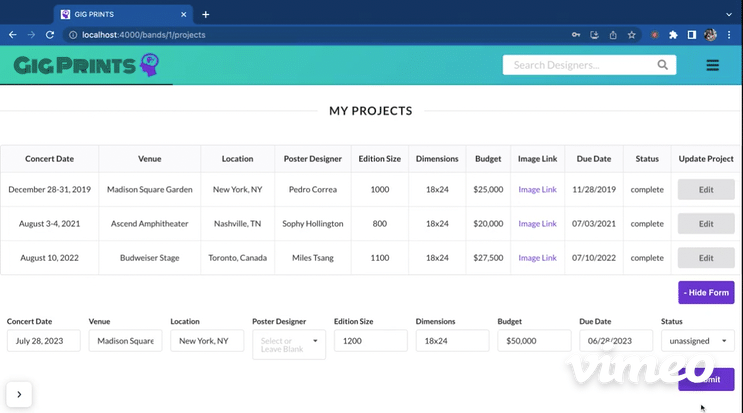 GIG PRINTS
localhost:4000/bands/1/projects
GIG PRINTS
Search Designers...
MY PROJECTS
Concert Date Venue Location Poster Designer Edition Size Dimensions Budget Image Link Due Date Status Update Project
December 28-31, 2019 Madison Square Garden New York, NY Pedro Correa 1000 18x24 $25,000 Image Link 11/28/2019 complete Edit
August 3-4, 2021 Ascend Amphitheater Nashville, TN Sophy Hollington 800 18x24 $20,000 Image Link 07/03/2021 complete Edit
August 10, 2022 Budweiser Stage Toronto, Canada Miles Tsang 1100 18x24 $27,500 Image Link 07/10/2022 complete Edit
- Hide Form
Concert Date Venue Location Poster Designer Edition Size Dimensions Budget Due Date Status
July 28, 2023 Madison Square New York, NY Select or Leave Blank 1200 18x24 $50,000 06/28/2023 unassigned
vimeo